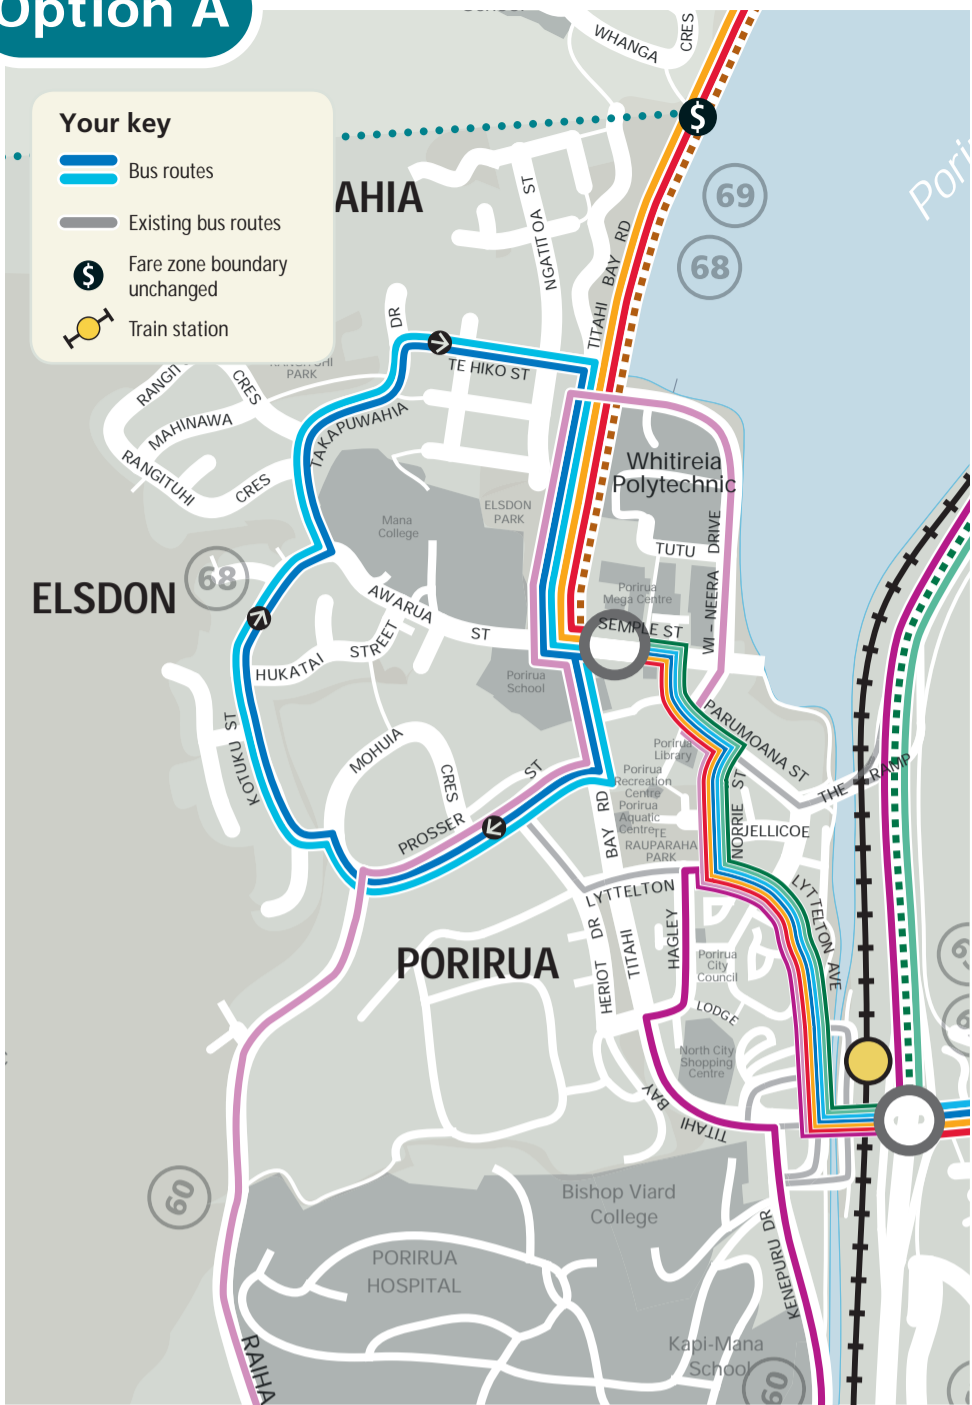 Option A
WHANGA
CRES
$
Your key
Bus routes
Existing bus routes
$
Fare zone boundary
unchanged
Train station
AHIA
NGATITOA ST
TITAHI BAY RD
69
68
Pori
DR
TE HIKO ST
PARK
RANGIT
CRES
MAHINAWA
RANGITUHI
CRES
TAKAPUWAHIA
Whitireia
Polytechnic
Mana
College
ELSDON
PARK
TUTU
WI - NEERA DRIVE
Porirua
Mega Centre
SEMPLE ST
68
ELSDON
AWARUA ST
HUKATAI STREET
Porirua
School
KOTUKU ST
MOHUIA
CRES
PROSSER ST
PARUMOANA ST
Porirua
Library
Porirua
Recreation
Centre
Porirua
Aquatic
Centre
TE
RAUPARAHA
PARK
NORRIE ST
THE RAMP
JELLICOE
BAY RD
LYTTELTON
LYTTELTON AVE
PORIRUA
HERIOT DR
TITAHI
HAGLEY
Porirua
City
Council
LODGE
North City
Shopping
Centre
TITAHI BAY
60
Bishop Viard
College
PORIRUA
HOSPITAL
KENEPURU DR
Kapi-Mana
School
60
RAIHA